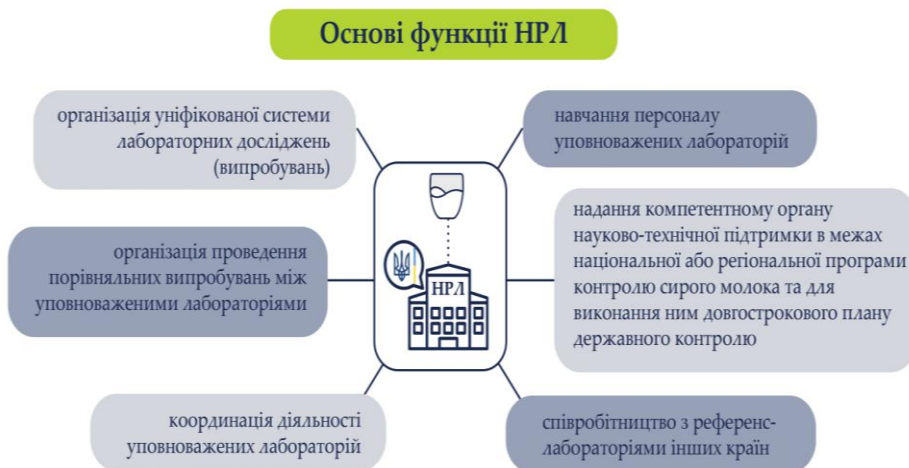 Основі функції НРЛ
організація уніфікованої системи
лабораторних досліджень
(випробувань)
навчання персоналу
уповноважених лабораторій
організація проведення
порівняльних випробувань між
уповноваженими лабораторіями
НРЛ
надання компетентному органу
науково-технічної підтримки в межах
національної або регіональної програми
контролю сирого молока та для
виконання ним довгострокового плану
державного контролю
координація діяльності
уповноважених лабораторій
співробітництво з референс-
лабораторіями інших країн